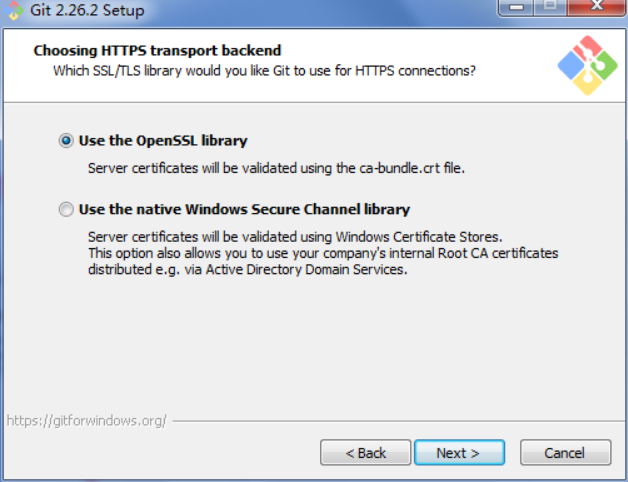 Git 2.26.2 Setup
Choosing HTTPS transport backend
Which SSL/TLS library would you like Git to use for HTTPS connections?
Use the OpenSSL library
Server certificates will be validated using the ca-bundle.crt file.
Use the native Windows Secure Channel library
Server certificates will be validated using Windows Certificate Stores.
This option also allows you to use your company's internal Root CA certificates
distributed e.g. via Active Directory Domain Services.
https://gitforwindows.org/
< Back
Next >
Cancel